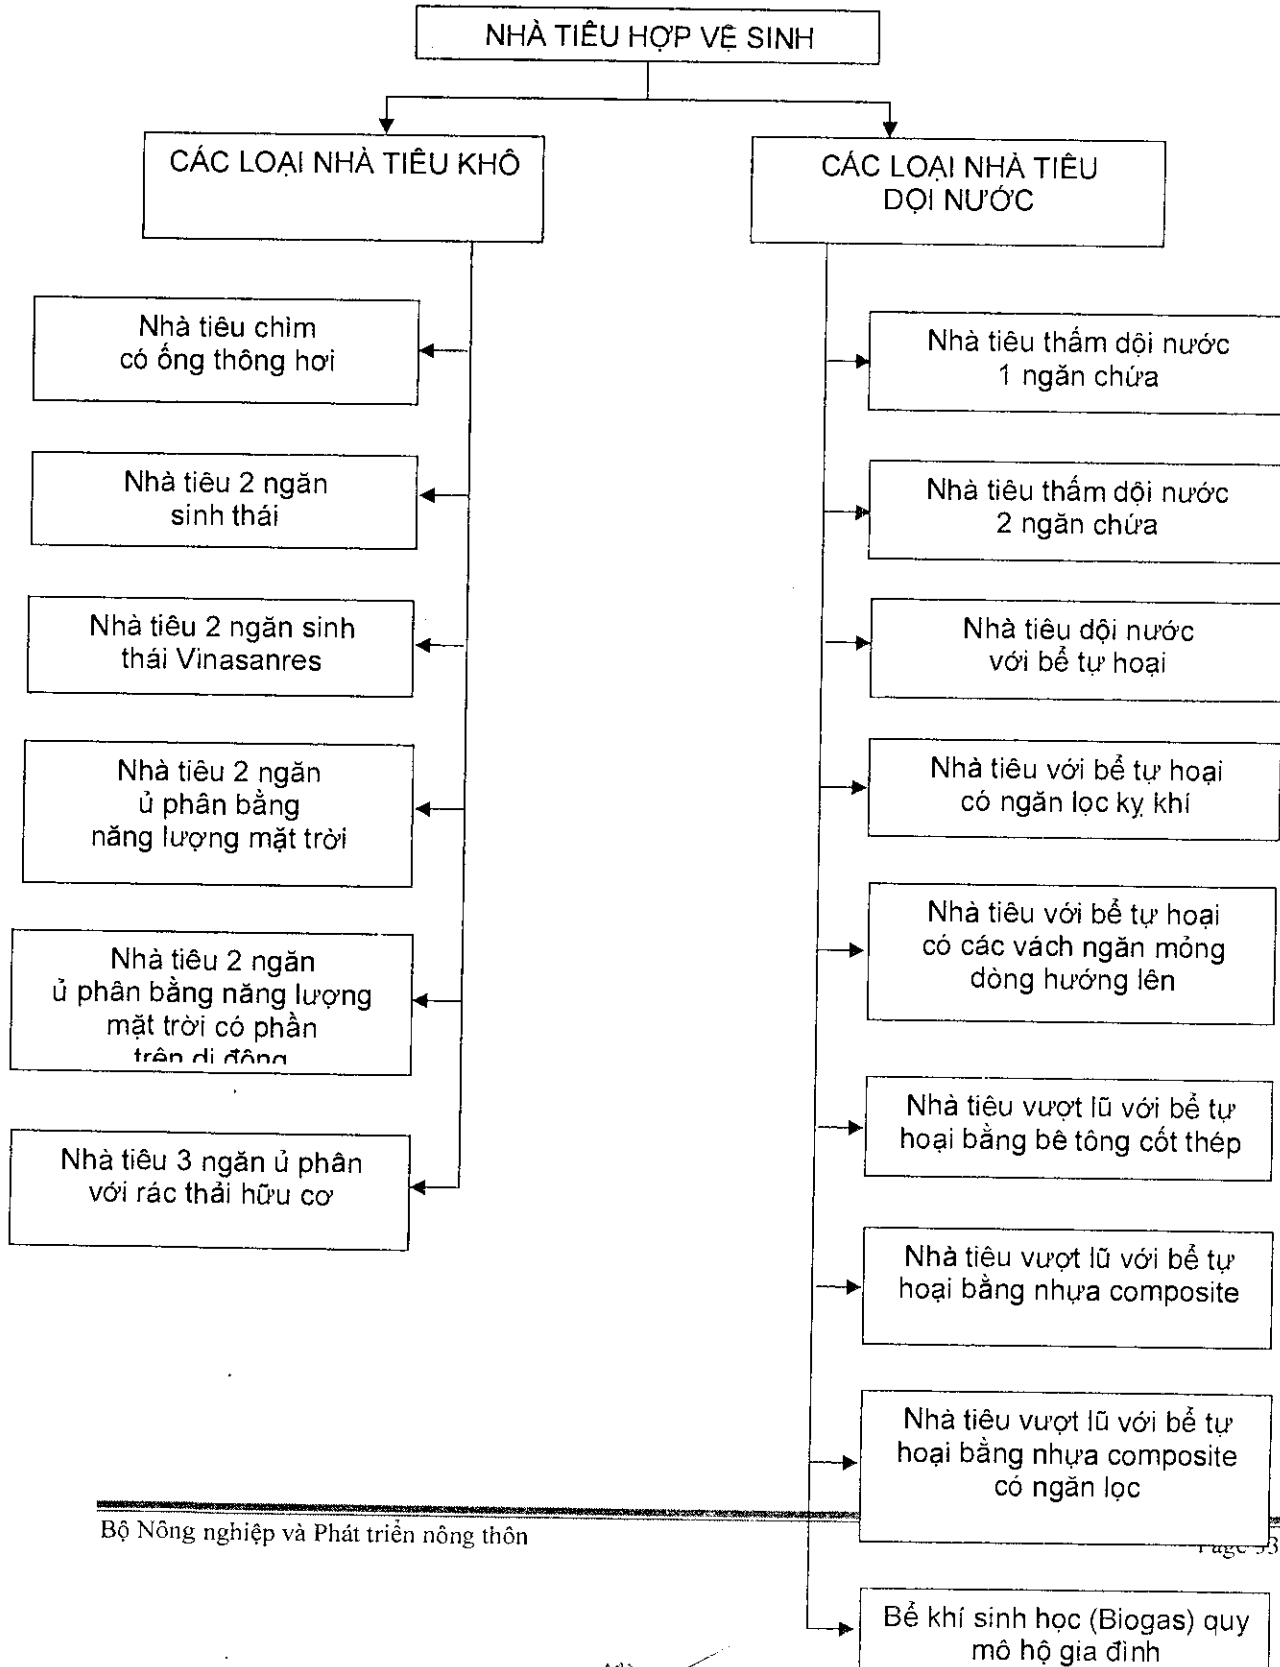 NHÀ TIÊU HỢP VỆ SINH
CÁC LOẠI NHÀ TIÊU KHÔ
Nhà tiêu chìm
có ống thông hơi
Nhà tiêu 2 ngăn
sinh thái
Nhà tiêu 2 ngăn sinh
thái Vinasanres
Nhà tiêu 2 ngăn
ủ phân bằng
năng lượng mặt trời
Nhà tiêu 2 ngăn
ủ phân bằng năng lượng
mặt trời có phần
trên di động
Nhà tiêu 3 ngăn ủ phân
với rác thải hữu cơ
CÁC LOẠI NHÀ TIÊU
DỘI NƯỚC
Nhà tiêu thấm dội nước
1 ngăn chứa
Nhà tiêu thấm dội nước
2 ngăn chứa
Nhà tiêu dội nước
với bể tự hoại
Nhà tiêu với bể tự hoại
có ngăn lọc kỵ khí
Nhà tiêu với bể tự hoại
có các vách ngăn mỏng
dòng hướng lên
Nhà tiêu vượt lũ với bể tự
hoại bằng bê tông cốt thép
Nhà tiêu vượt lũ với bể tự
hoại bằng nhựa composite
Nhà tiêu vượt lũ với bể tự
hoại bằng nhựa composite
có ngăn lọc
Bể khí sinh học (Biogas) quy
mô hộ gia đình
Bộ Nông nghiệp và Phát triển nông thôn
Page 33